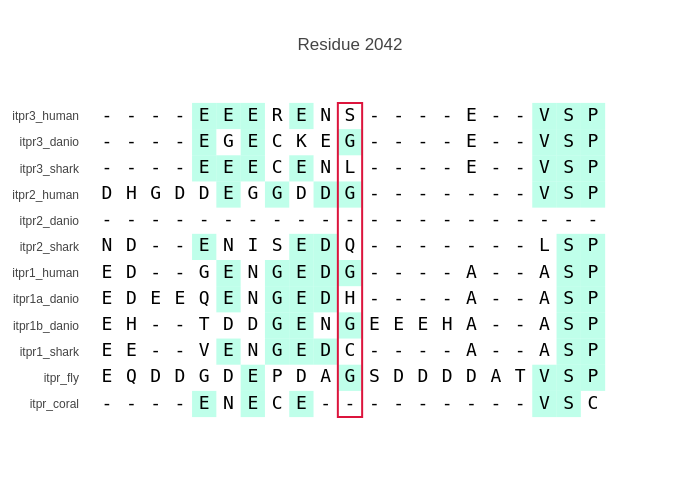 Residue 2042
itpr3_human - - - - E E E R E N S - - - - E - - V S P
itpr3_danio - - - - E G E C K E G - - - - E - - V S P
itpr3_shark - - - - E E E C E N L - - - - E - - V S P
itpr2_human D H G D D E G G D D G - - - - - - - V S P
itpr2_danio - - - - - - - - - - - - - - - - - - - - -
itpr2_shark N D - - E N I S E D Q - - - - - - - L S P
itpr1_human E D - - G E N G E D G - - - - A - - A S P
itpr1a_danio E D E E Q E N G E D H - - - - A - - A S P
itpr1b_danio E H - - T D D G E N G E E E H A - - A S P
itpr1_shark E E - - V E N G E D C - - - - A - - A S P
itpr_fly E Q D D G D E P D A G S D D D D A T V S P
itpr_coral - - - - E N E C E - - - - - - - - - V S C